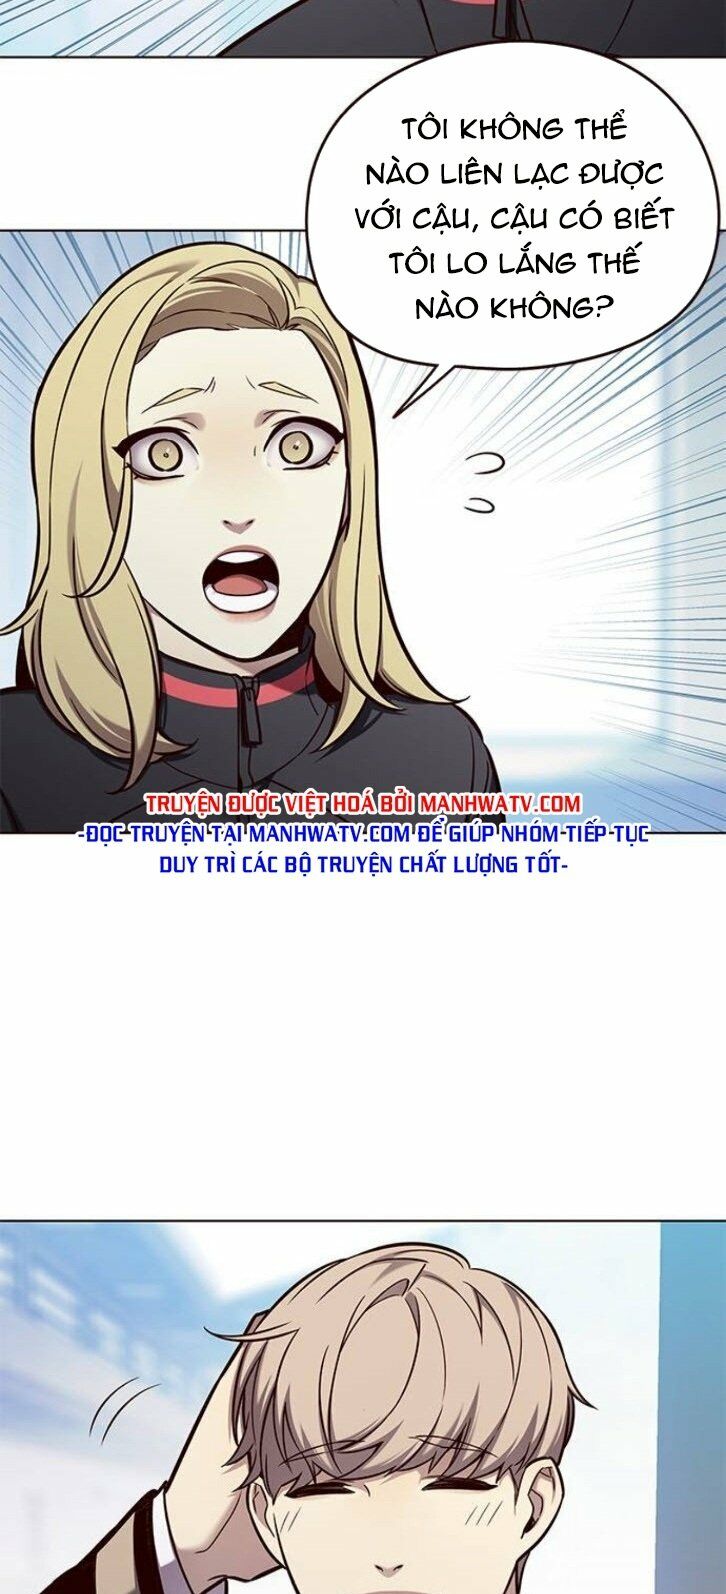 TÔI KHÔNG THỂ
NÀO LIÊN LẠC ĐƯỢC
VỚI CẬU, CẬU CÓ BIẾT
TÔI LO LẮNG THẾ
NÀO KHÔNG?
TRUYỆN ĐƯỢC VIỆT HOÁ BỞI MANHWATV.COM
-ĐỌC TRUYỆN TẠI MANHWATV.COM ĐỂ GIÚP NHÓM TIẾP TỤC
DUY TRÌ CÁC BỘ TRUYỆN CHẤT LƯỢNG TỐT-